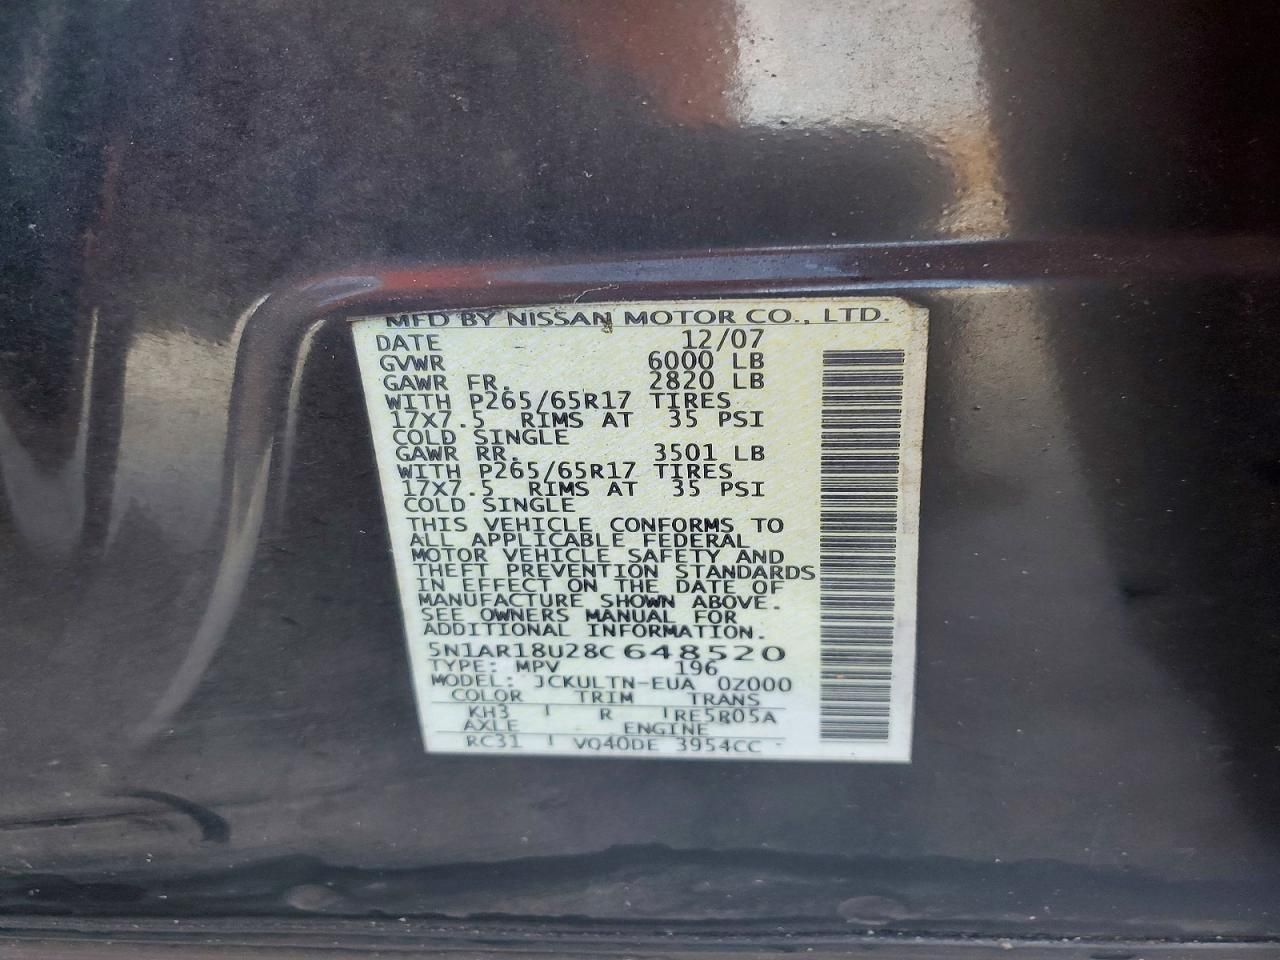 MFD BY NISSAN MOTOR CO., LTD.
DATE 12/07
GVWR 6000 LB
GAWR FR. 2820 LB
WITH P265/65R17 TIRES
17X7.5 RIMS AT 35 PSI
COLD SINGLE
GAWR RR. 3501 LB
WITH P265/65R17 TIRES
17X7.5 RIMS AT 35 PSI
COLD SINGLE
THIS VEHICLE CONFORMS TO
ALL APPLICABLE FEDERAL
MOTOR VEHICLE SAFETY AND
THEFT PREVENTION STANDARDS
IN EFFECT ON THE DATE OF
MANUFACTURE SHOWN ABOVE.
SEE OWNERS MANUAL FOR
ADDITIONAL INFORMATION.
5N1AR18U28C648520
TYPE: MPV 196
MODEL: JCKULTN-EUA 0Z000
COLOR TRIM TRANS
KH3 R RE5R05A
AXLE ENGINE
RC31 VQ40DE 3954CC